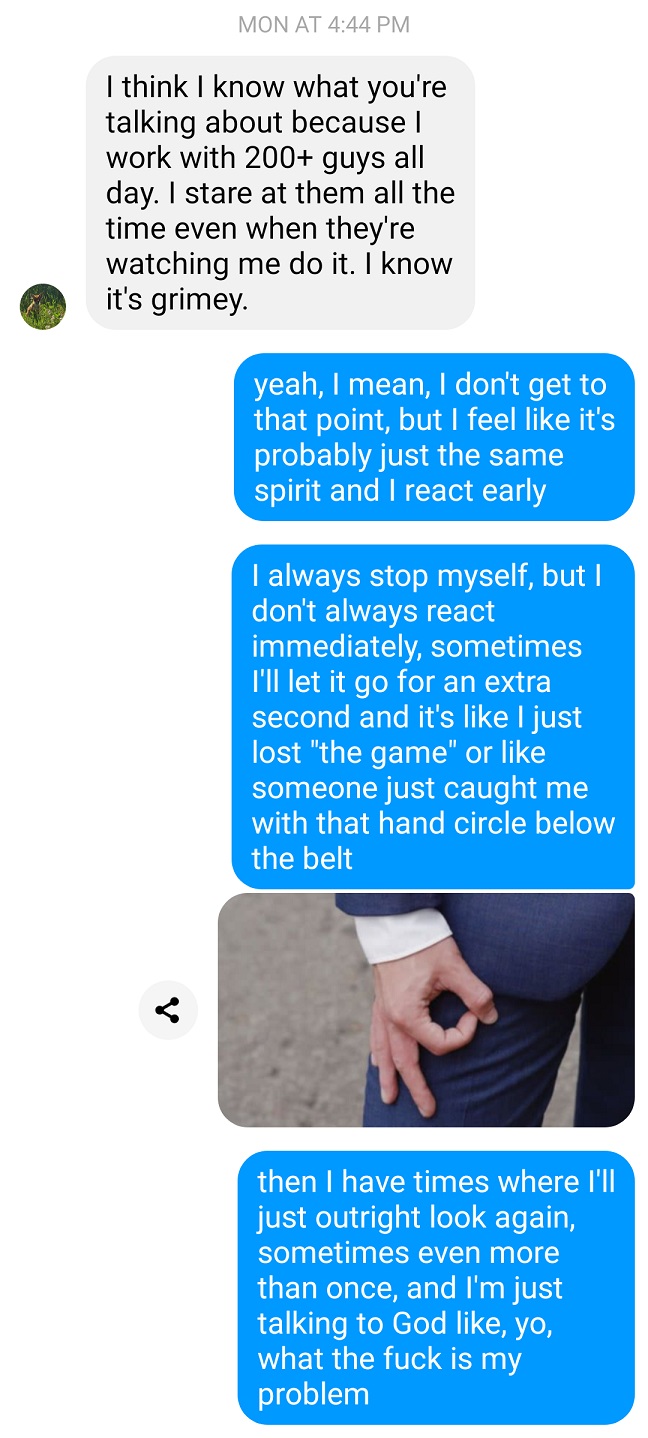 MON AT 4:44 PM
I think I know what you're
talking about because I
work with 200+ guys all
day. I stare at them all the
time even when they're
watching me do it. I know
it's grimey.
yeah, I mean, I don't get to
that point, but I feel like it's
probably just the same
spirit and I react early
I always stop myself, but I
don't always react
immediately, sometimes
I'll let it go for an extra
second and it's like I just
lost "the game" or like
someone just caught me
with that hand circle below
the belt
then I have times where I'll
just outright look again,
sometimes even more
than once, and I'm just
talking to God like, yo,
what the fuck is my
problem